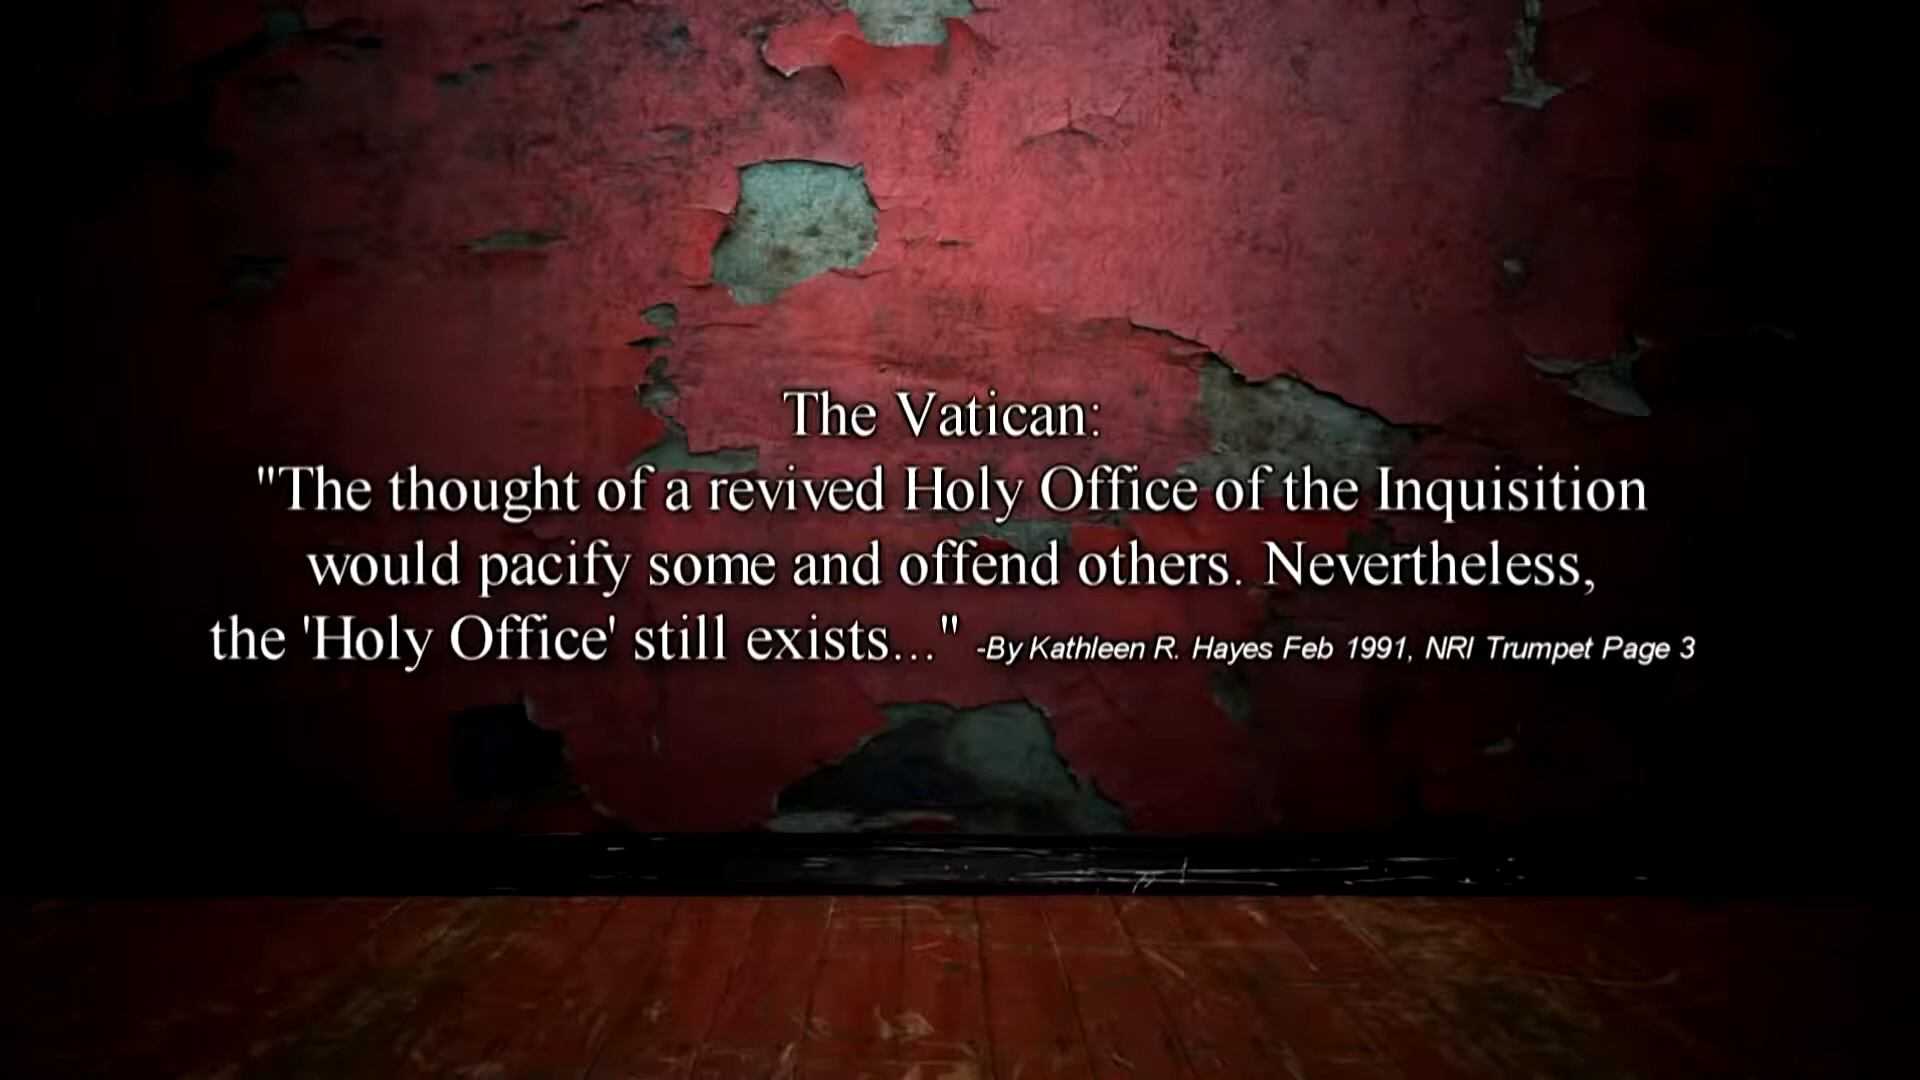 The Vatican:
"The thought of a revived Holy Office of the Inquisition
would pacify some and offend others. Nevertheless,
the 'Holy Office' still exists..." -By Kathleen R. Hayes Feb 1991, NRI Trumpet Page 3